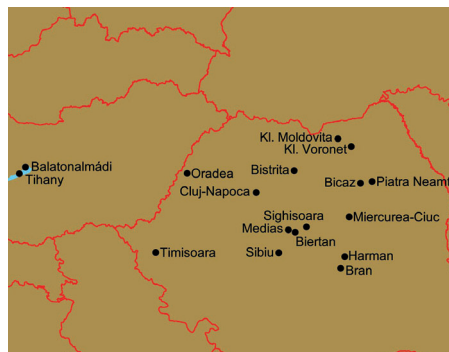 Kl. Moldovita
Kl. Voronet
Balatonalmádi
Tihany
Oradea
Bistrita
Cluj-Napoca
Bicaz
Piatra Neamt
Miercurea-Ciuc
Sighisoara
Medias
Biertan
Timisoara
Sibiu
Harman
Bran